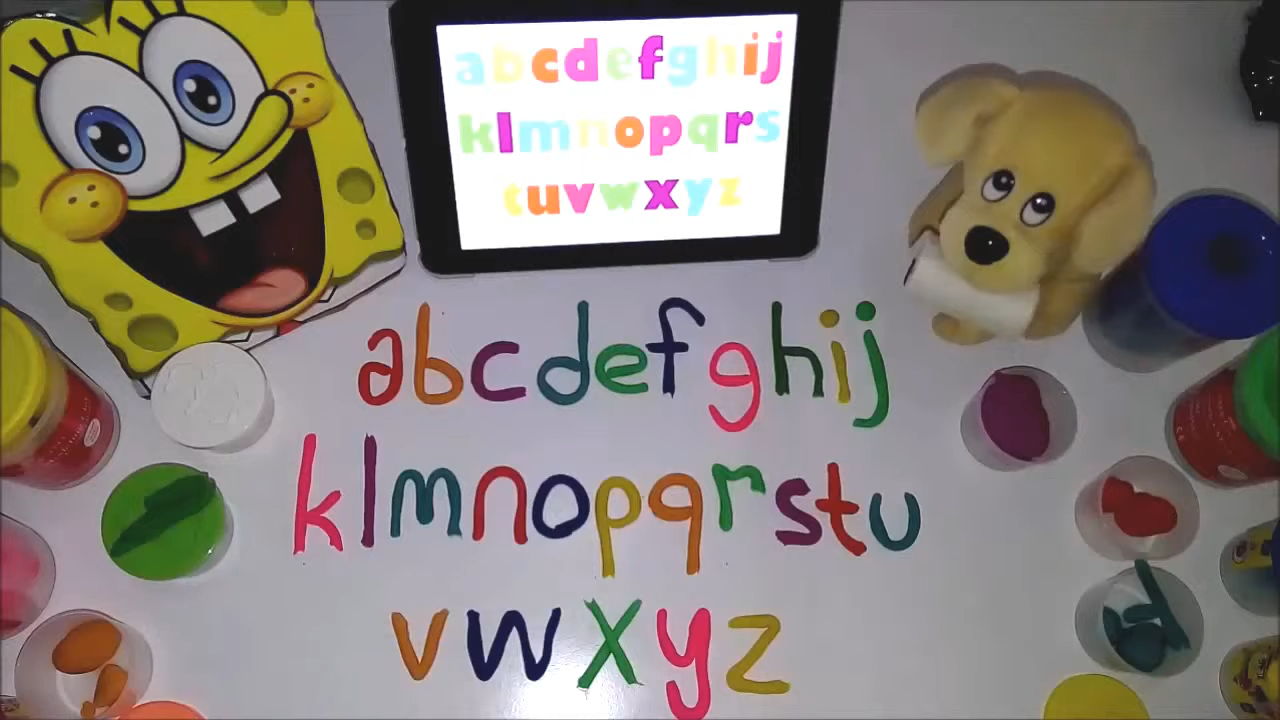 abcdefghij
klmnopqrs
tuvwxyz
abcdefghij
klmnopqrstu
vwxyz